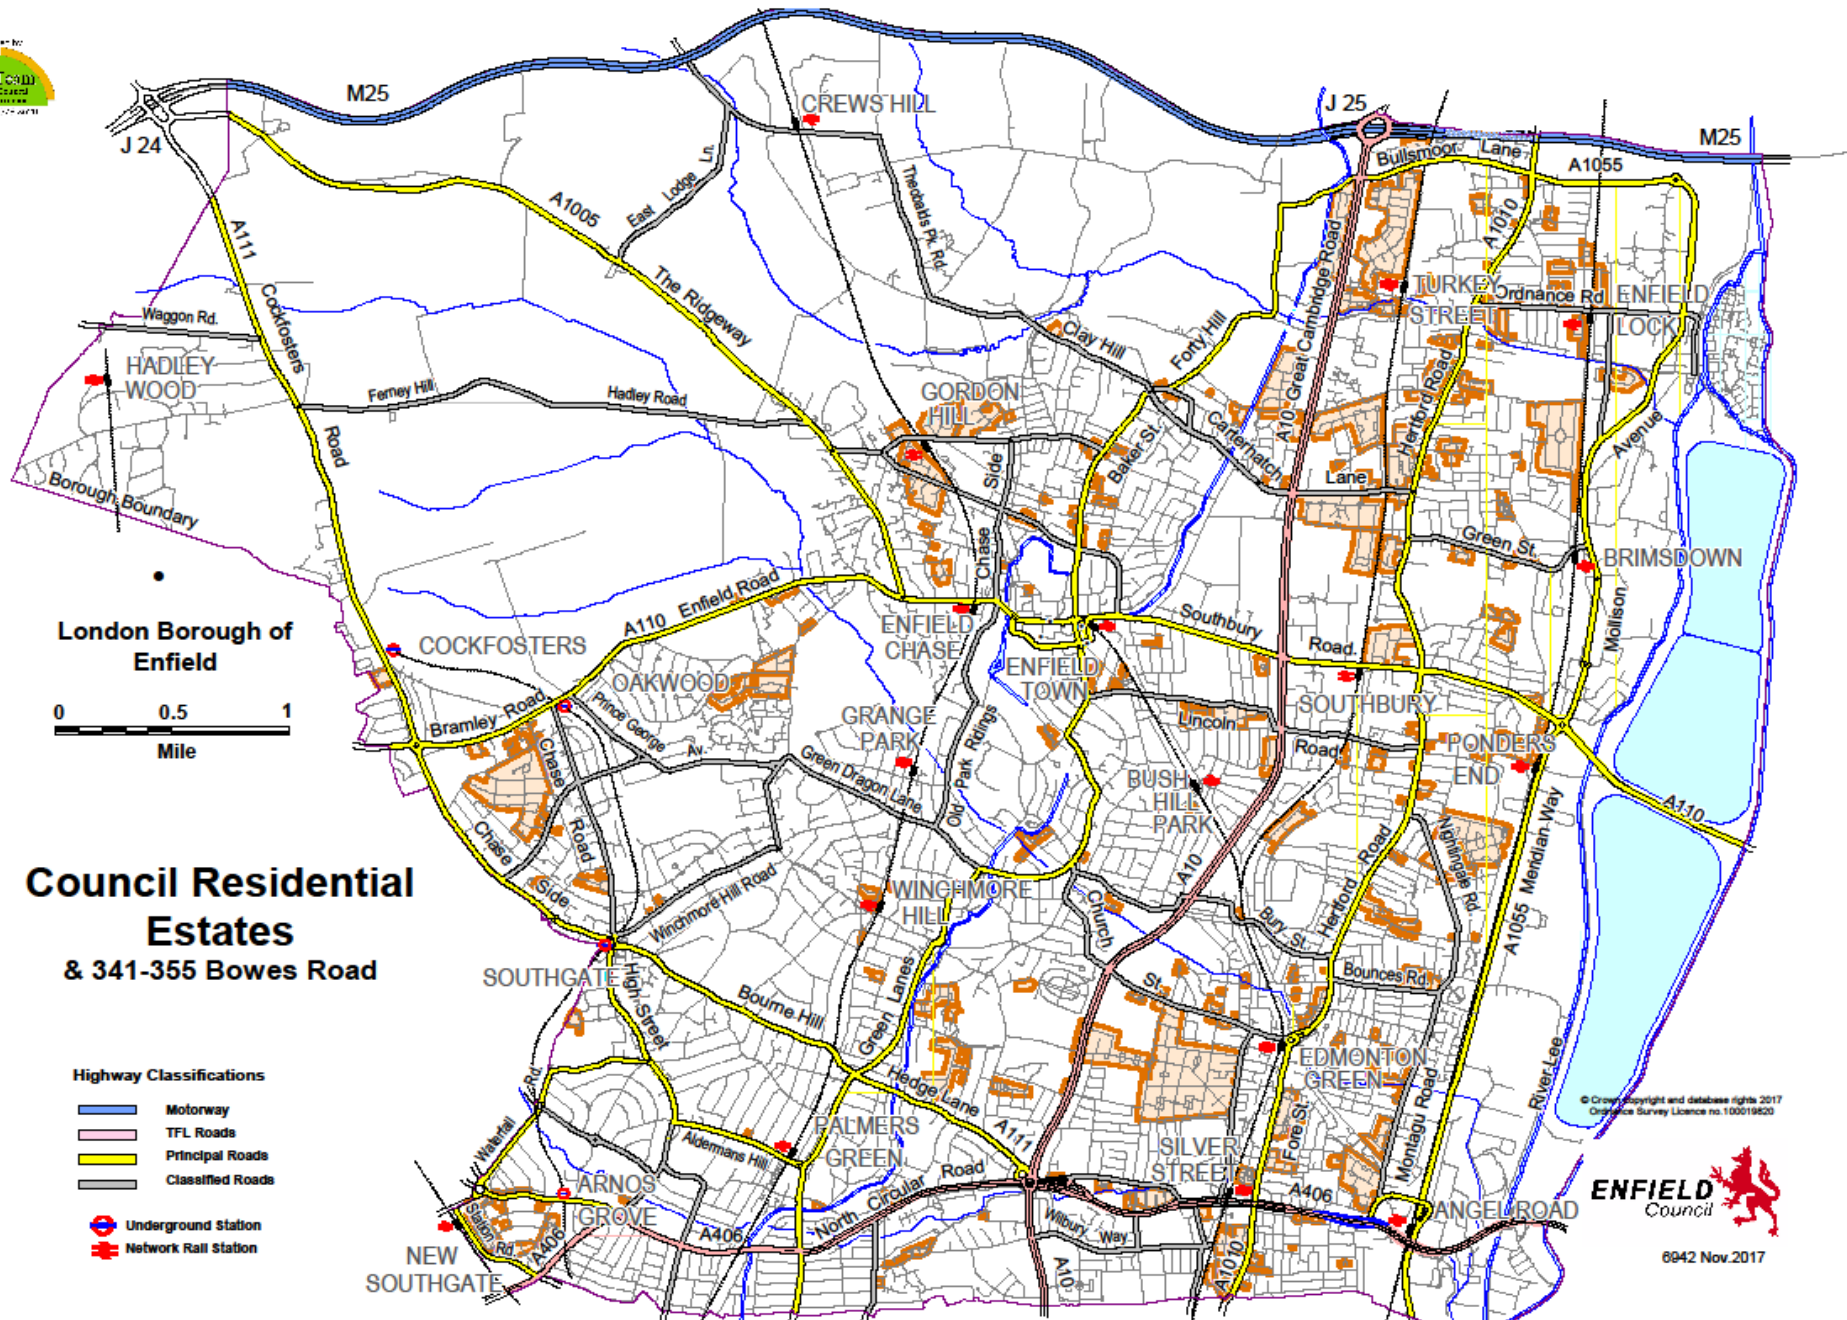 M25
J 24
CREWS HILL
J 25
M25
Bullsmoor Lane
A1055
A111
A1005
East Lodge Ln.
Theobalds Pk. Rd.
A1010
A10 Great Cambridge Road
TURKEY
STREET
Ordnance Rd
ENFIELD
LOCK
Waggon Rd.
Cockfosters
Road
The Ridgeway
Clay Hill
Forty Hill
HADLEY
WOOD
Ferney Hill
Hadley Road
GORDON
HILL
Baker St.
Carterhatch
Lane
Hertford Road
Avenue
Mollison
Borough Boundary
Chase Side
Green St.
BRIMSDOWN
London Borough of
Enfield
0 0.5 1
Mile
COCKFOSTERS
A110 Enfield Road
ENFIELD
CHASE
Southbury
Road.
ENFIELD
TOWN
OAKWOOD
Bramley Road
Prince George
Av.
GRANGE
PARK
Old Park Ridings
Green Dragon Lane
SOUTHBURY
Lincoln
Road
PONDERS
END
BUSH
HILL
PARK
A110
Chase
Road
Chase
Side
Winchmore Hill Road
WINCHMORE
HILL
Church
St.
A10
Bury St.
Hertford Road
Nightingale Rd
A1055 Meridian Way
Council Residential
Estates
& 341-355 Bowes Road
SOUTHGATE
High Street
Bourne Hill
Green Lanes
Bounces Rd.
EDMONTON
GREEN
Hedge Lane
A111
Fore St.
Montagu Road
River Lee
© Crown copyright and database rights 2017
Ordnance Survey Licence no.100019820
Highway Classifications
Motorway
TFL Roads
Principal Roads
Classified Roads
Underground Station
Network Rail Station
Waterfall
Rd.
Aldermans Hill
PALMERS
GREEN
SILVER
STREET
ARNOS
GROVE
Station
Rd.
A406
A406
North Circular Road
Wilbury
Way
A10
A1010
A406
ANGEL ROAD
NEW
SOUTHGATE
ENFIELD
Council
6942 Nov.2017